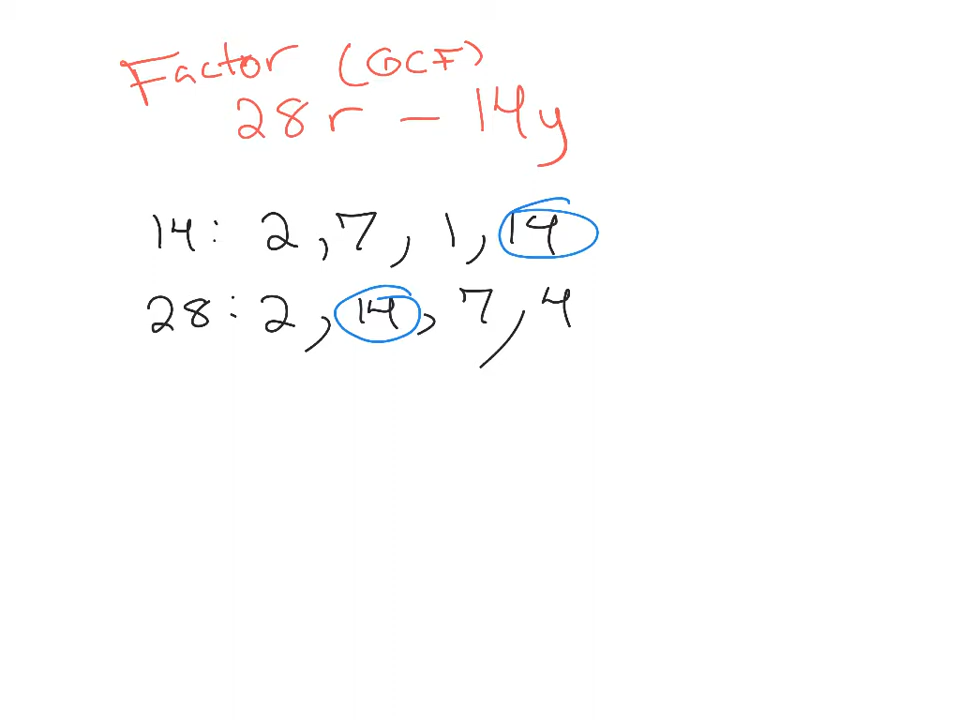 Factor (GCF)
28r - 14y
14: 2, 7, 1, 14
28: 2, 14, 7, 4